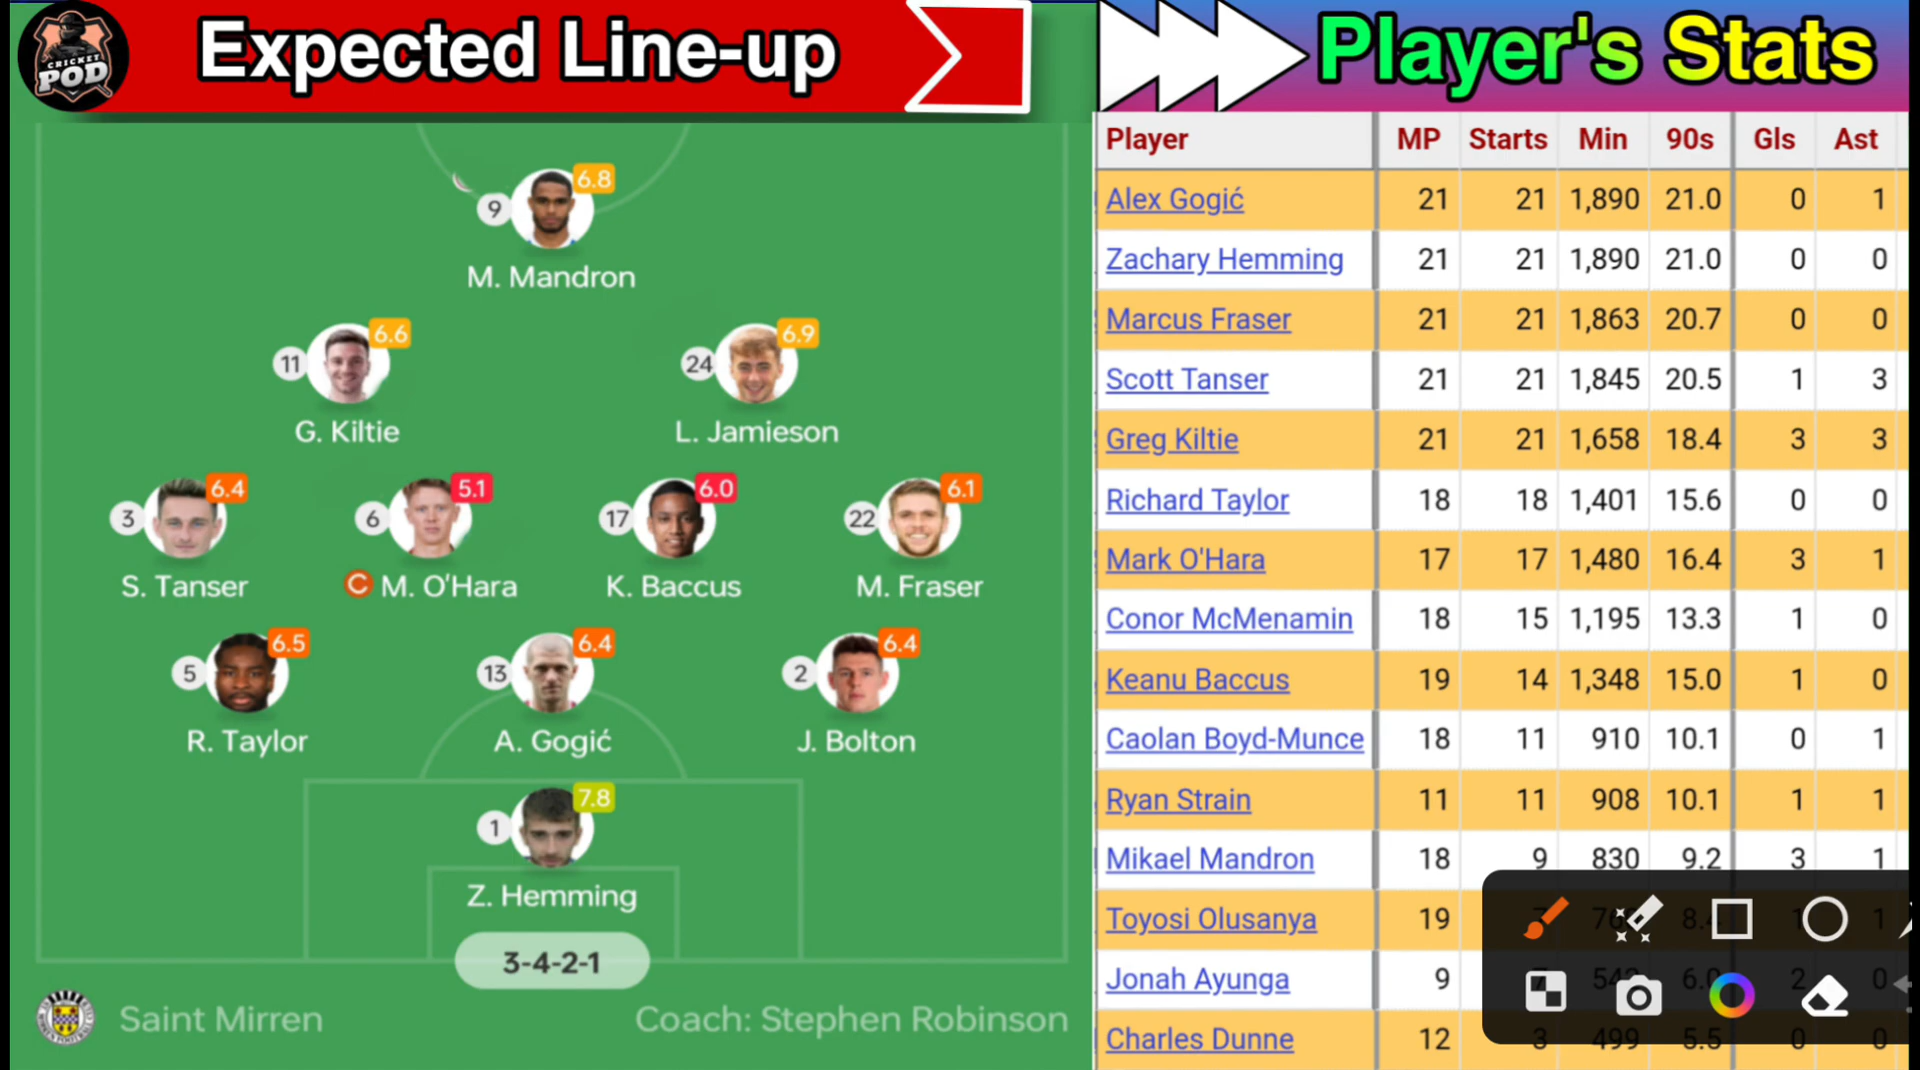 CRICKET
POD
Expected Line-up
9 6.8
M. Mandron
11 6.6
G. Kiltie
24 6.9
L. Jamieson
3 6.4
S. Tanser
6 5.1
C M. O'Hara
17 6.0
K. Baccus
22 6.1
M. Fraser
5 6.5
R. Taylor
13 6.4
A. Gogić
2 6.4
J. Bolton
1 7.8
Z. Hemming
3-4-2-1
Saint Mirren
Coach: Stephen Robinson
Player's Stats
Player MP Starts Min 90s Gls Ast
Alex Gogić 21 21 1,890 21.0 0 1
Zachary Hemming 21 21 1,890 21.0 0 0
Marcus Fraser 21 21 1,863 20.7 0 0
Scott Tanser 21 21 1,845 20.5 1 3
Greg Kiltie 21 21 1,658 18.4 3 3
Richard Taylor 18 18 1,401 15.6 0 0
Mark O'Hara 17 17 1,480 16.4 3 1
Conor McMenamin 18 15 1,195 13.3 1 0
Keanu Baccus 19 14 1,348 15.0 1 0
Caolan Boyd-Munce 18 11 910 10.1 0 1
Ryan Strain 11 11 908 10.1 1 1
Mikael Mandron 18 9 830 9.2 3 1
Toyosi Olusanya 19 1
Jonah Ayunga 9 2 0
Charles Dunne 12 3 499 5.5 0 0